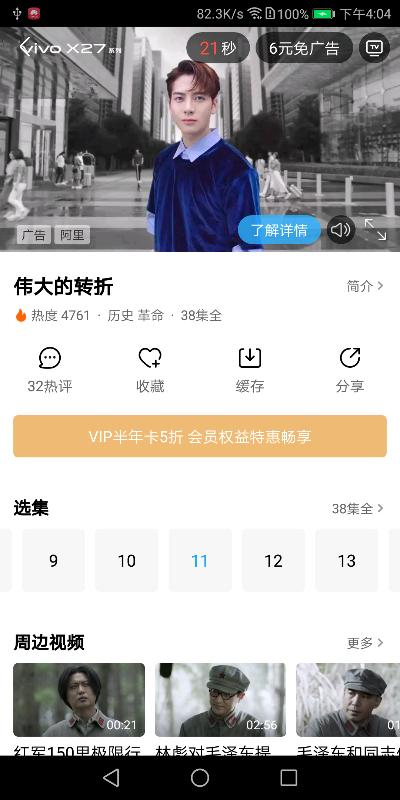 82.3K/s 100% 下午4:04
vivo X27系列 21秒 6元免广告 TV
广告 阿里 了解详情
伟大的转折 简介
热度 4761 · 历史 革命 · 38集全
32热评 收藏 缓存 分享
VIP半年卡5折 会员权益特惠畅享
选集 38集全
9 10 11 12 13
周边视频 更多
00:21 02:56 01
红军150里极限行 林彪对毛泽东提 毛泽东和同志